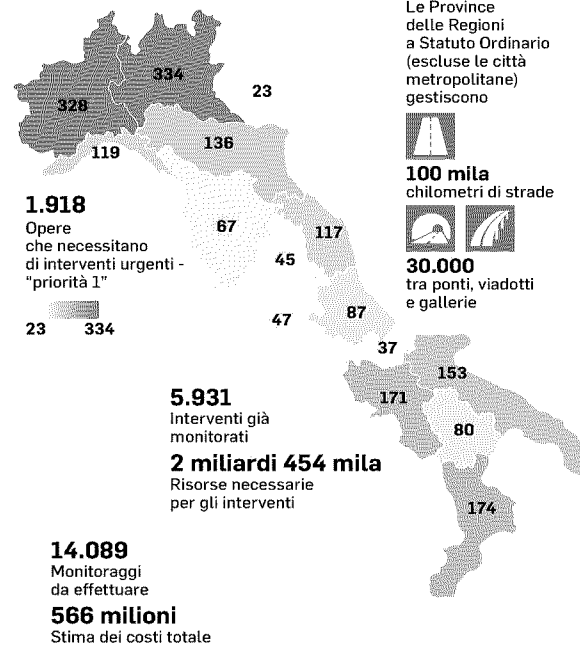 Le Province
delle Regioni
a Statuto Ordinario
(escluse le città
metropolitane)
gestiscono
100 mila
chilometri di strade
30.000
tra ponti, viadotti
e gallerie
334
328
23
136
119
67
117
45
87
47
37
153
171
80
174
1.918
Opere
che necessitano
di interventi urgenti -
“priorità 1”
23 334
5.931
Interventi già
monitorati
2 miliardi 454 mila
Risorse necessarie
per gli interventi
14.089
Monitoraggi
da effettuare
566 milioni
Stima dei costi totale